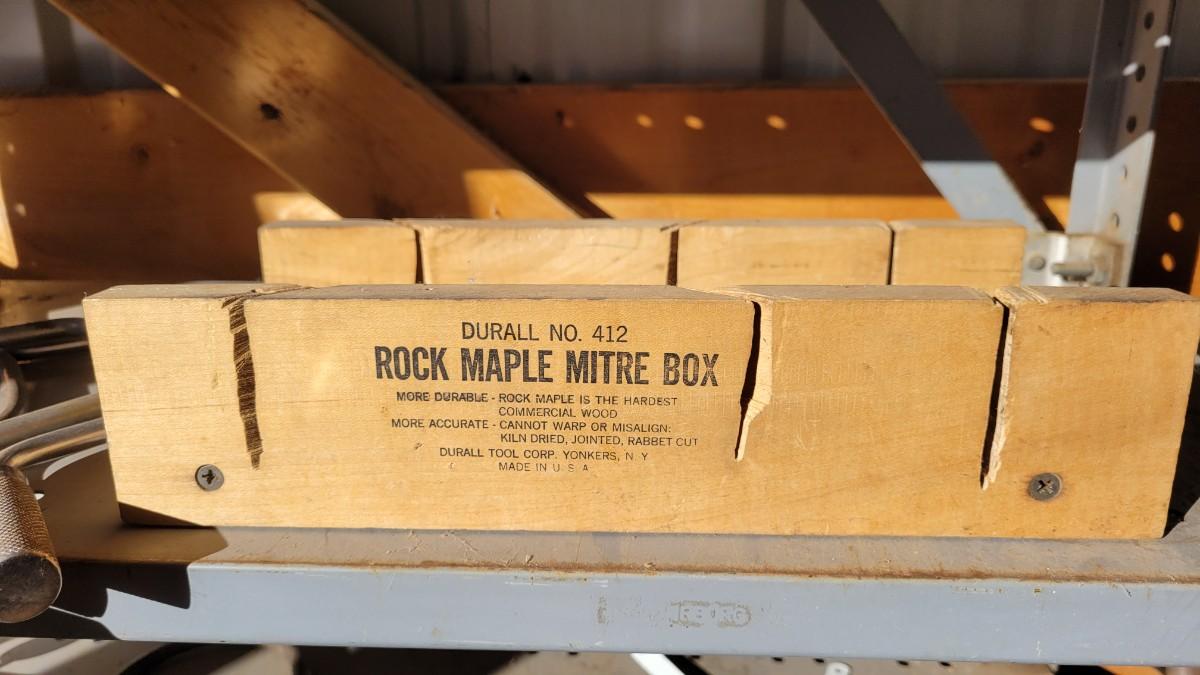 DURALL NO. 412
ROCK MAPLE MITRE BOX
MORE DURABLE - ROCK MAPLE IS THE HARDEST
COMMERCIAL WOOD
MORE ACCURATE - CANNOT WARP OR MISALIGN:
KILN DRIED, JOINTED, RABBET CUT
DURALL TOOL CORP. YONKERS, N Y
MADE IN U S A